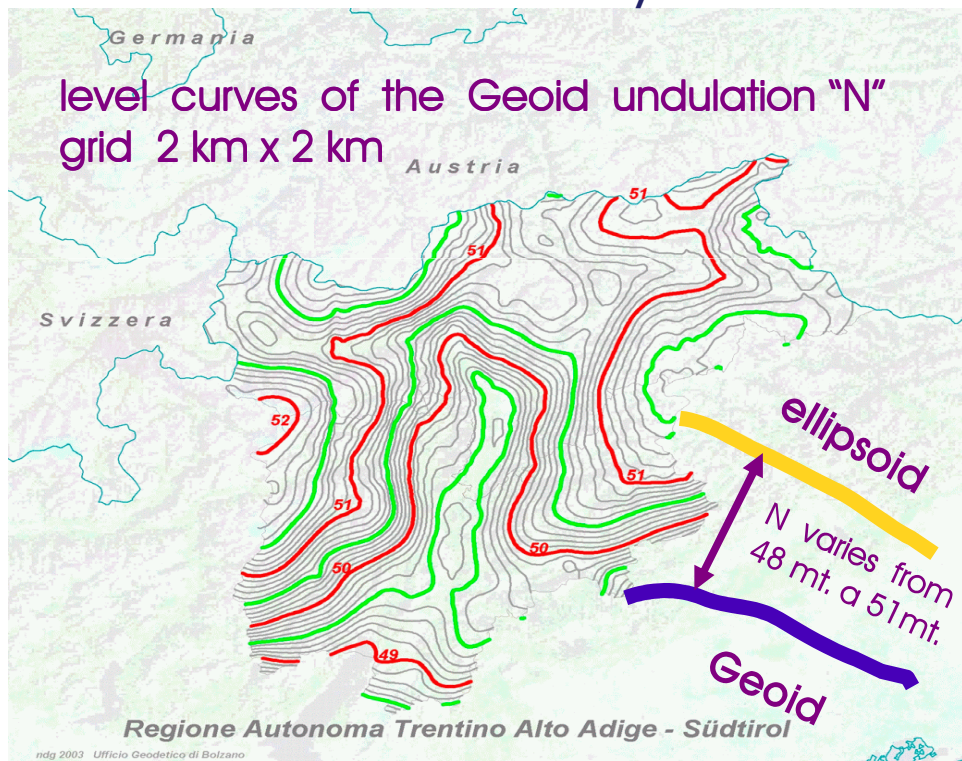 Germania
level curves of the Geoid undulation “N”
grid 2 km x 2 km
Austria
51
51
Svizzera
52
ellipsoid
51
51
N varies from
48 mt. a 51mt.
50
50
49
Geoid
Regione Autonoma Trentino Alto Adige - Südtirol
ndg 2003 Ufficio Geodetico di Bolzano